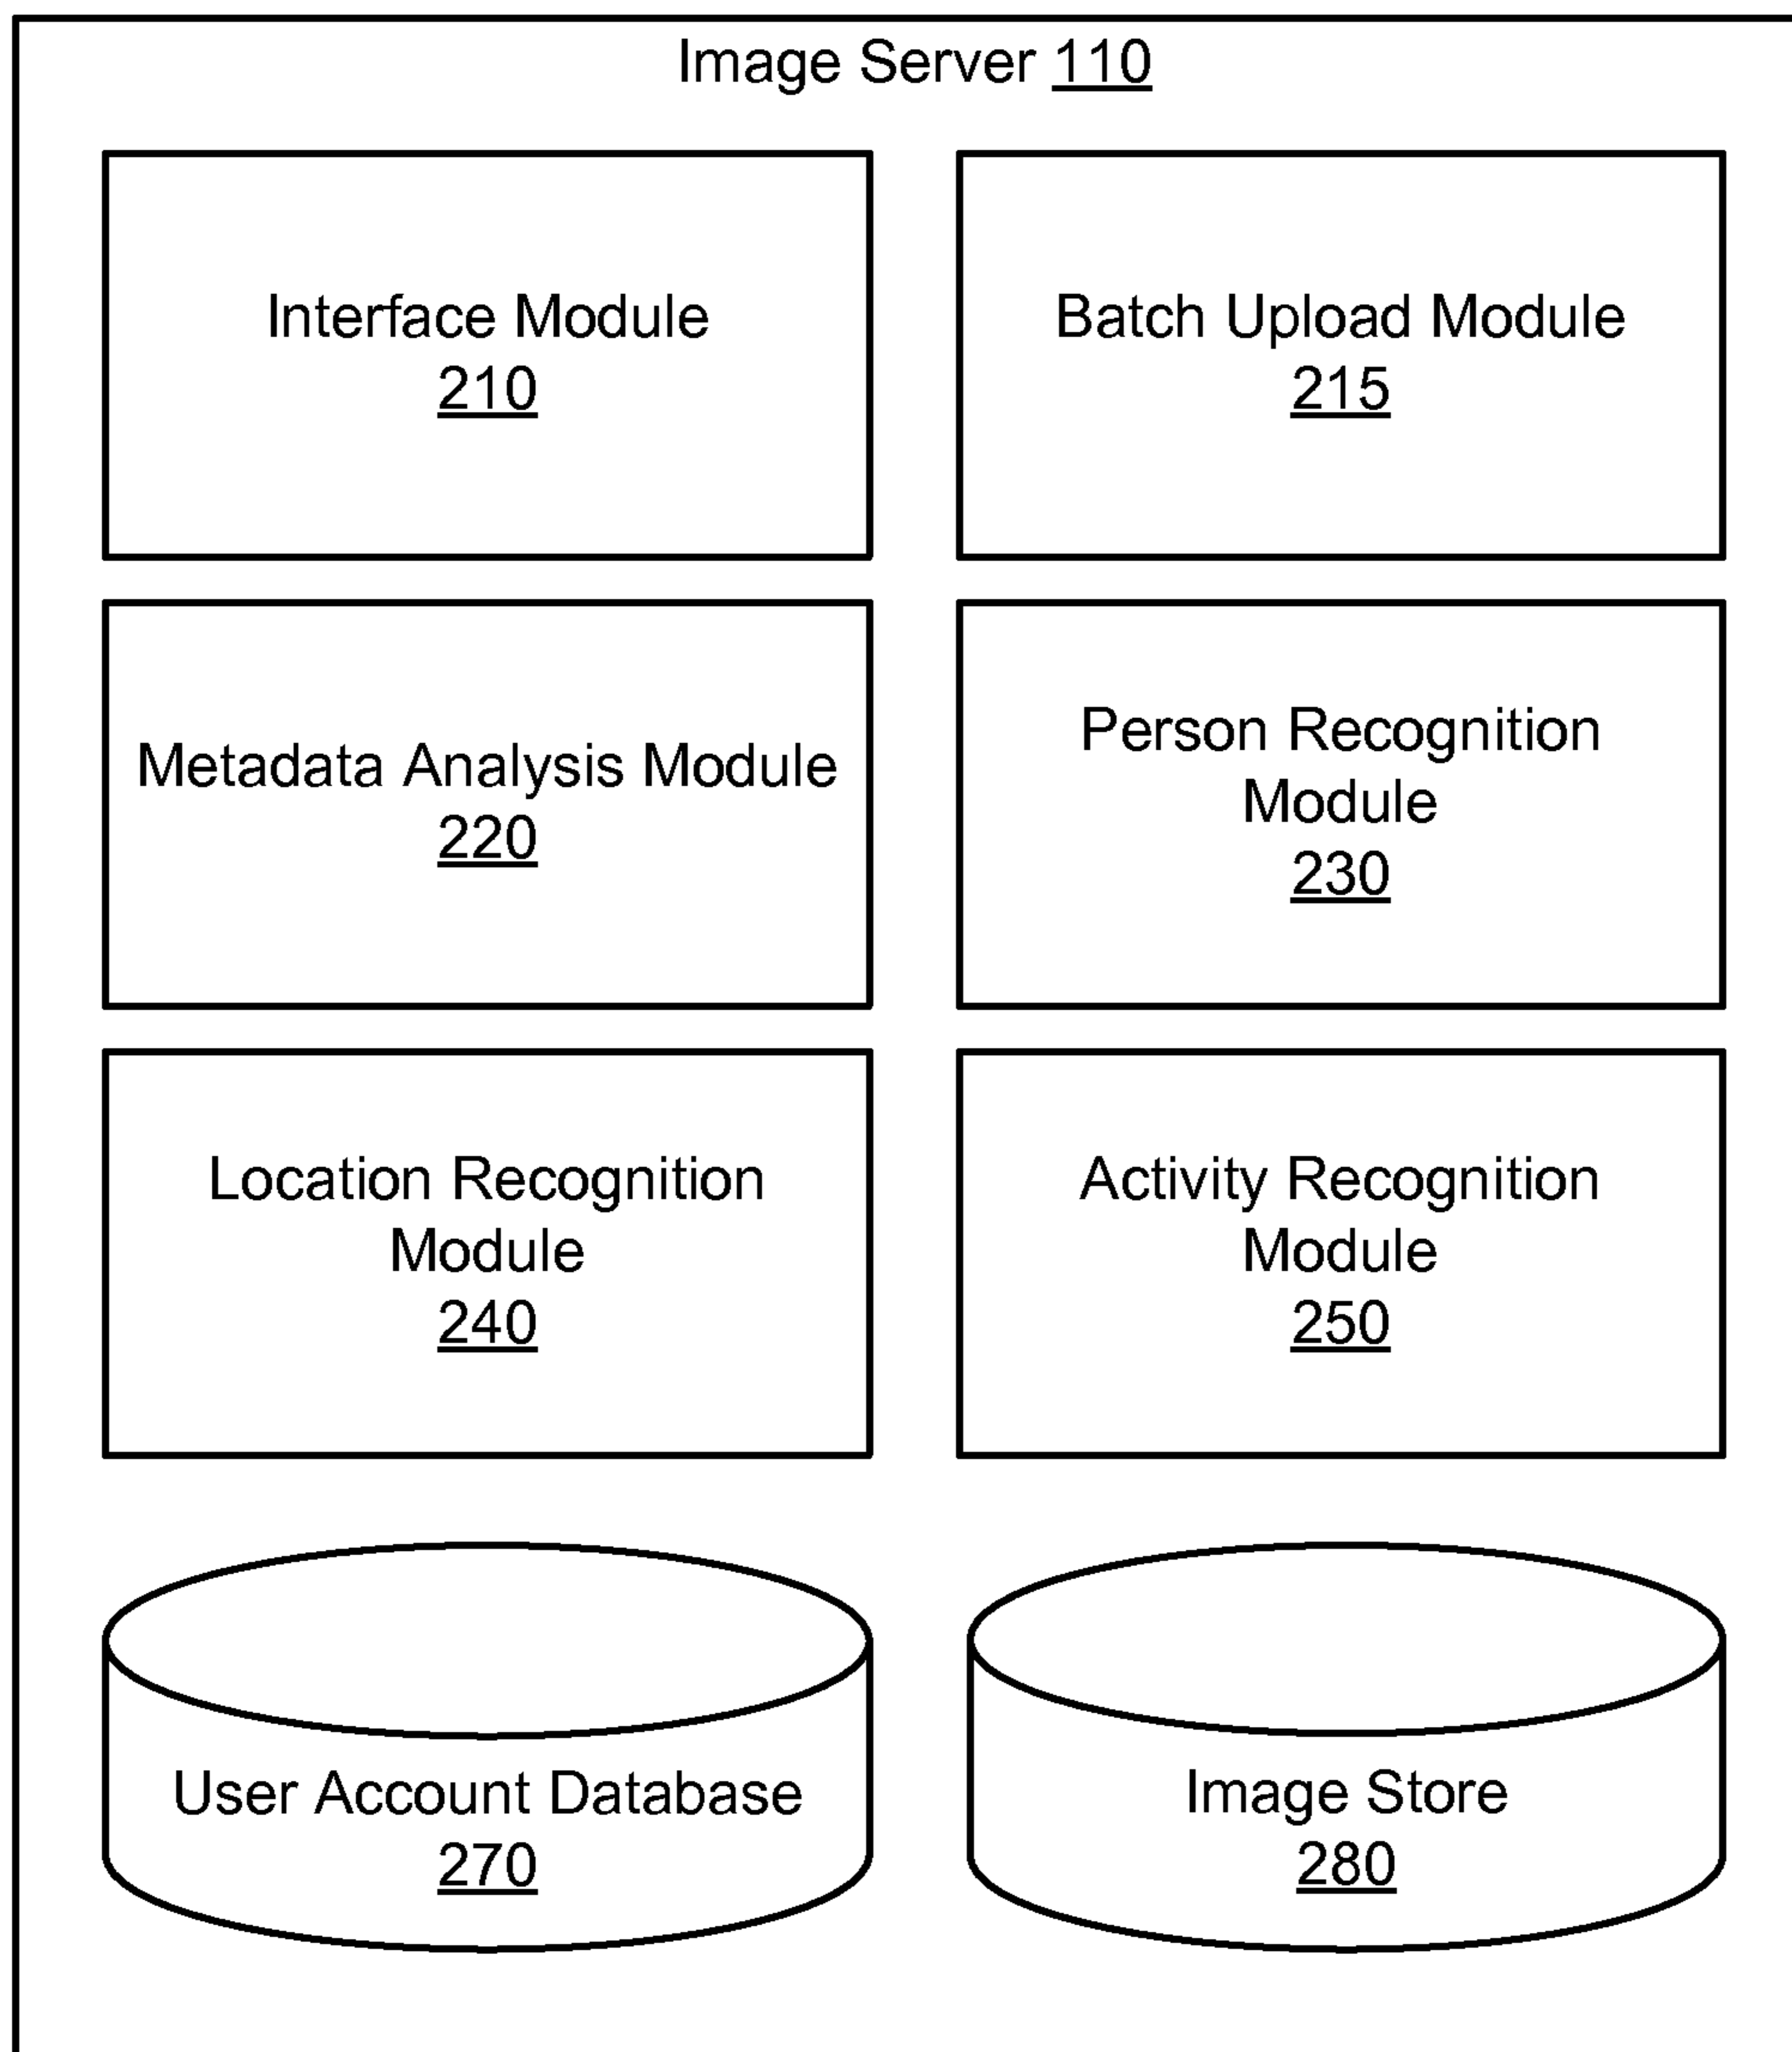 Image Server 110
Interface Module
210
Batch Upload Module
215
Metadata Analysis Module
220
Person Recognition
Module
230
Location Recognition
Module
240
Activity Recognition
Module
250
User Account Database
270
Image Store
280